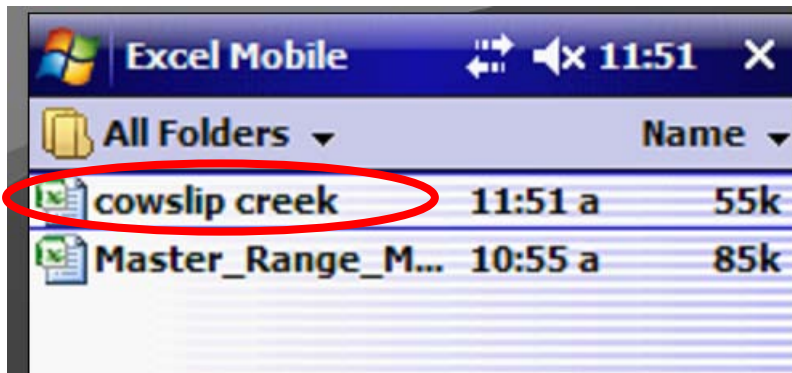 Excel Mobile 11:51 X
All Folders Name
cowslip creek 11:51 a 55k
Master_Range_M... 10:55 a 85k